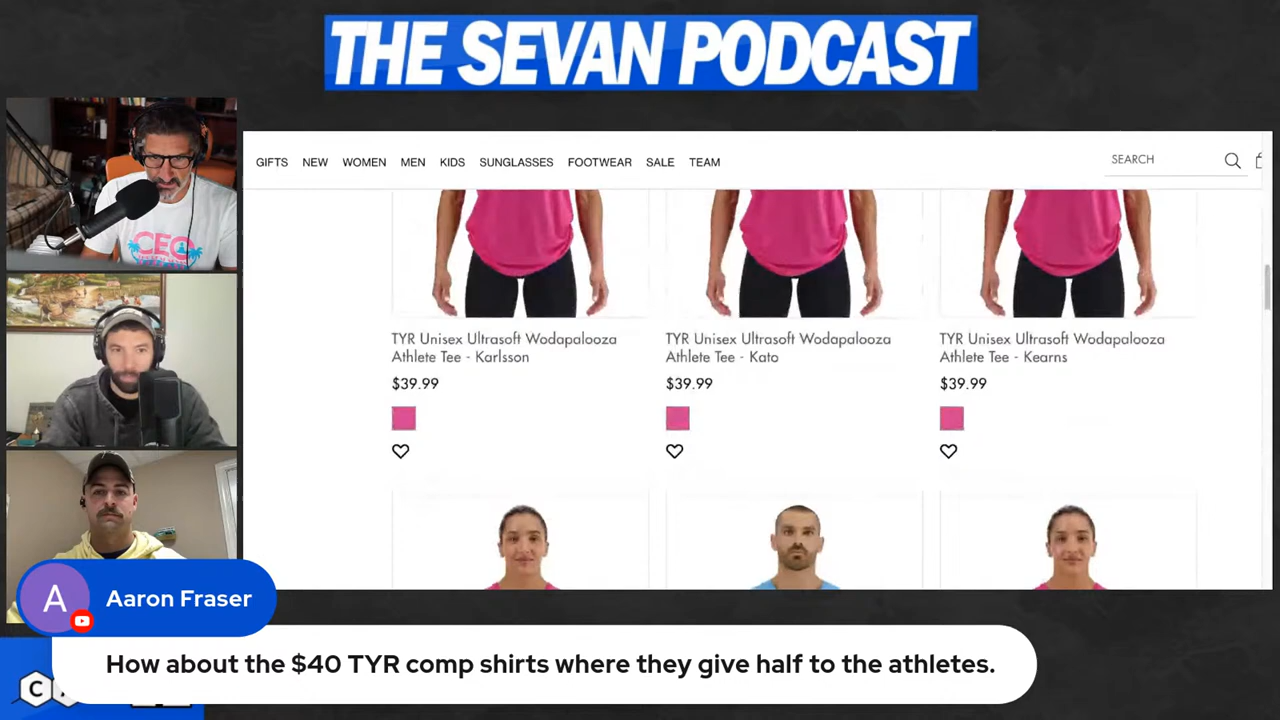 THE SEVAN PODCAST
GIFTS NEW WOMEN MEN KIDS SUNGLASSES FOOTWEAR SALE TEAM
SEARCH
CEO
TYR Unisex Ultrasoft Wodapalooza
Athlete Tee - Karlsson
$39.99
TYR Unisex Ultrasoft Wodapalooza
Athlete Tee - Kato
$39.99
TYR Unisex Ultrasoft Wodapalooza
Athlete Tee - Kearns
$39.99
A
Aaron Fraser
How about the $40 TYR comp shirts where they give half to the athletes.
C